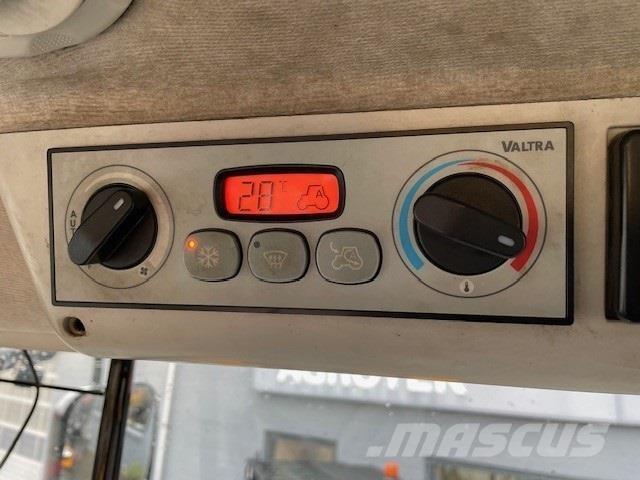 VALTRA
28 °C
AUTO
AGROTEK
MASCUS